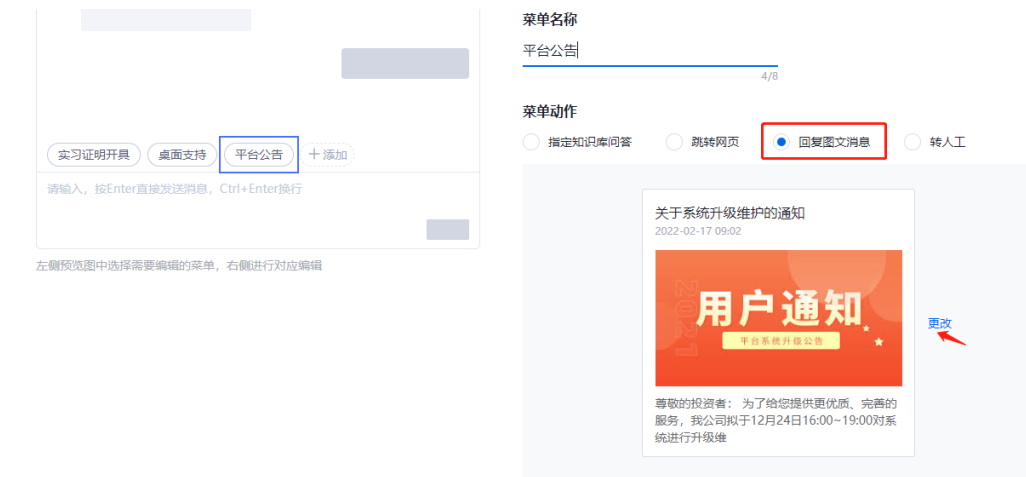 实习证明开具 桌面支持 平台公告 +添加
请输入，按Enter直接发送消息，Ctrl+Enter换行
左侧预览图中选择需要编辑的菜单，右侧进行对应编辑
菜单名称
平台公告
4/8
菜单动作
指定知识库问答 跳转网页 回复图文消息 转人工
关于系统升级维护的通知
2022-02-17 09:02
2021
用户通知
平台系统升级公告
更改
尊敬的投资者： 为了给您提供更优质、完善的
服务，我公司拟于12月24日16:00~19:00对系
统进行升级维